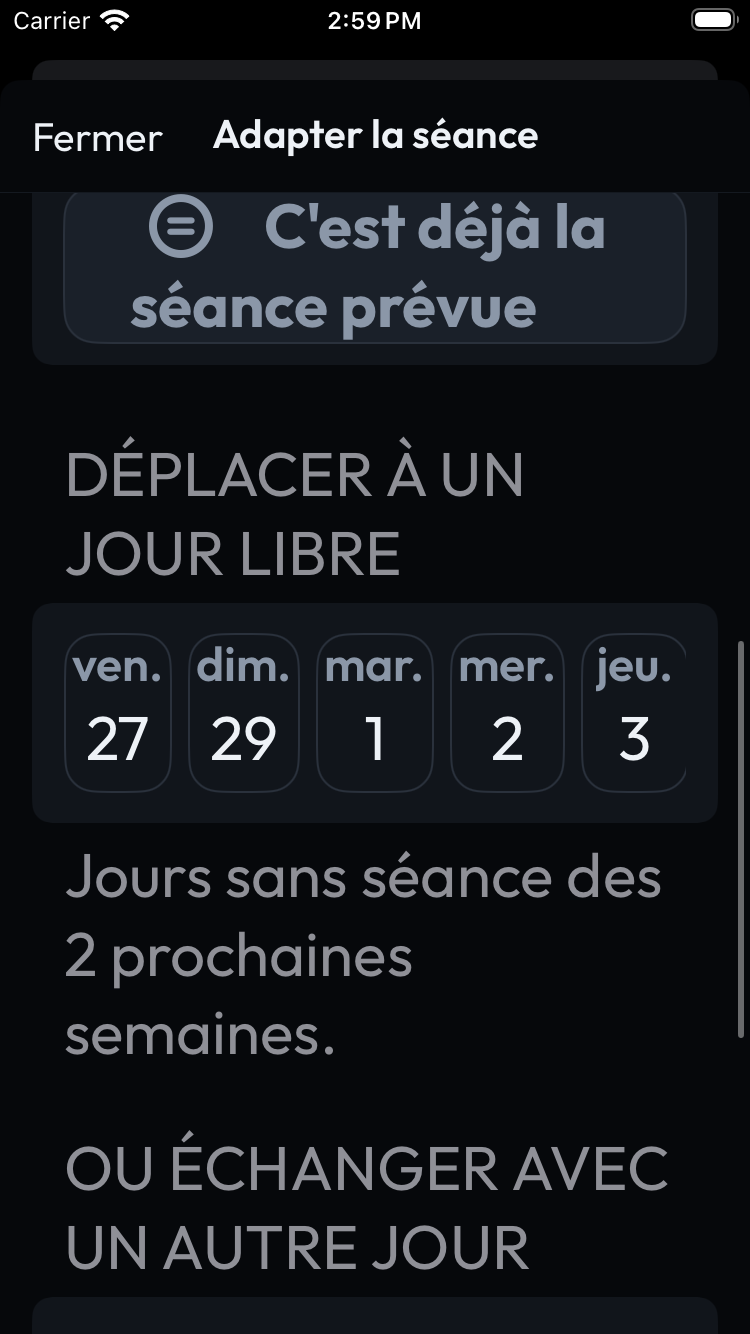 Carrier 2:59 PM
Fermer Adapter la séance
C'est déjà la
séance prévue
DÉPLACER À UN
JOUR LIBRE
ven. dim. mar. mer. jeu.
27 29 1 2 3
Jours sans séance des
2 prochaines
semaines.
OU ÉCHANGER AVEC
UN AUTRE JOUR